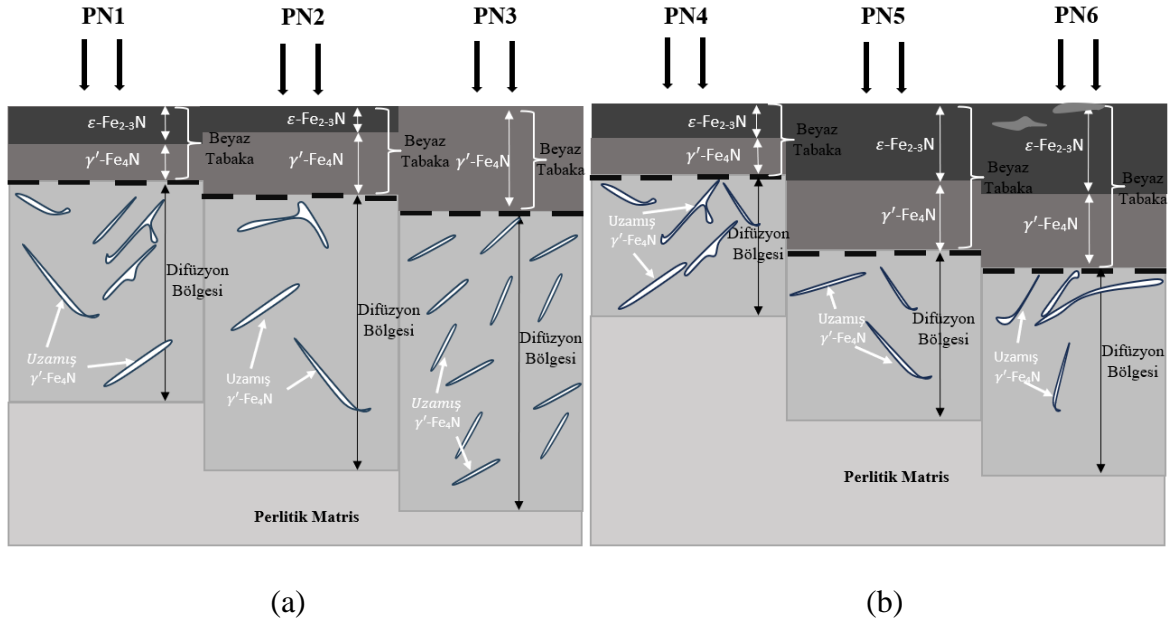 PN1
PN2
PN3
PN4
PN5
PN6
ε-Fe₂₋₃N
γ′-Fe₄N
Beyaz
Tabaka
Difüzyon
Bölgesi
Uzamış
γ′-Fe₄N
ε-Fe₂₋₃N
γ′-Fe₄N
Beyaz
Tabaka
Difüzyon
Bölgesi
Uzamış
γ′-Fe₄N
γ′-Fe₄N
Beyaz
Tabaka
Difüzyon
Bölgesi
Uzamış
γ′-Fe₄N
Perlitik Matris
ε-Fe₂₋₃N
γ′-Fe₄N
Beyaz
Tabaka
Uzamış
γ′-Fe₄N
Difüzyon
Bölgesi
ε-Fe₂₋₃N
γ′-Fe₄N
Beyaz
Tabaka
Difüzyon
Bölgesi
Uzamış
γ′-Fe₄N
ε-Fe₂₋₃N
γ′-Fe₄N
Beyaz
Tabaka
Uzamış
γ′-Fe₄N
Difüzyon
Bölgesi
Perlitik Matris
(a)
(b)